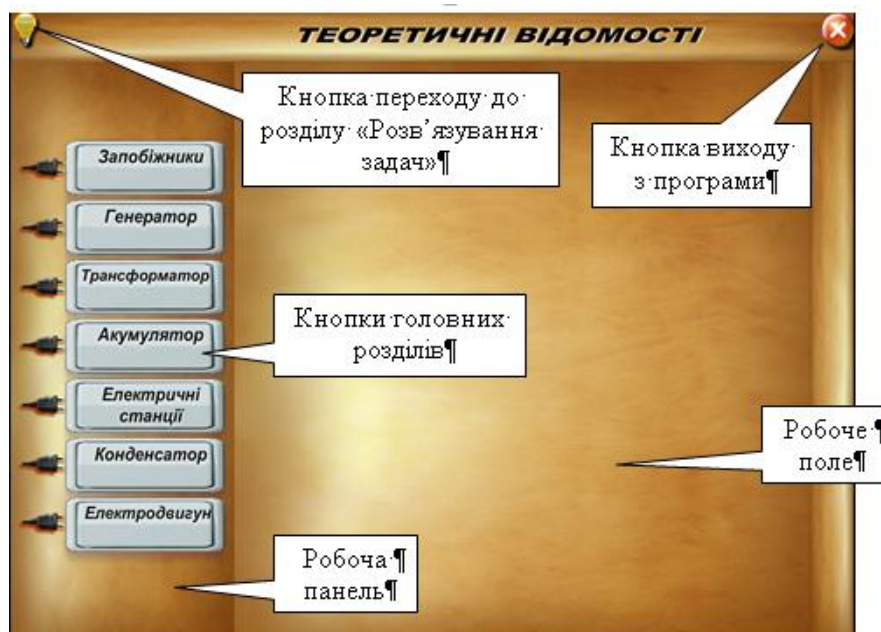 ТЕОРЕТИЧНІ ВІДОМОСТІ
Кнопка·переходу·до·
розділу·«Розв’язування·
задач»¶
Кнопка·виходу·
з·програми¶
Запобіжники
Генератор
Трансформатор
Акумулятор
Електричні
станції
Конденсатор
Електродвигун
Кнопки·головних·
розділів¶
Робоче·¶
поле¶
Робоча·¶
панель¶